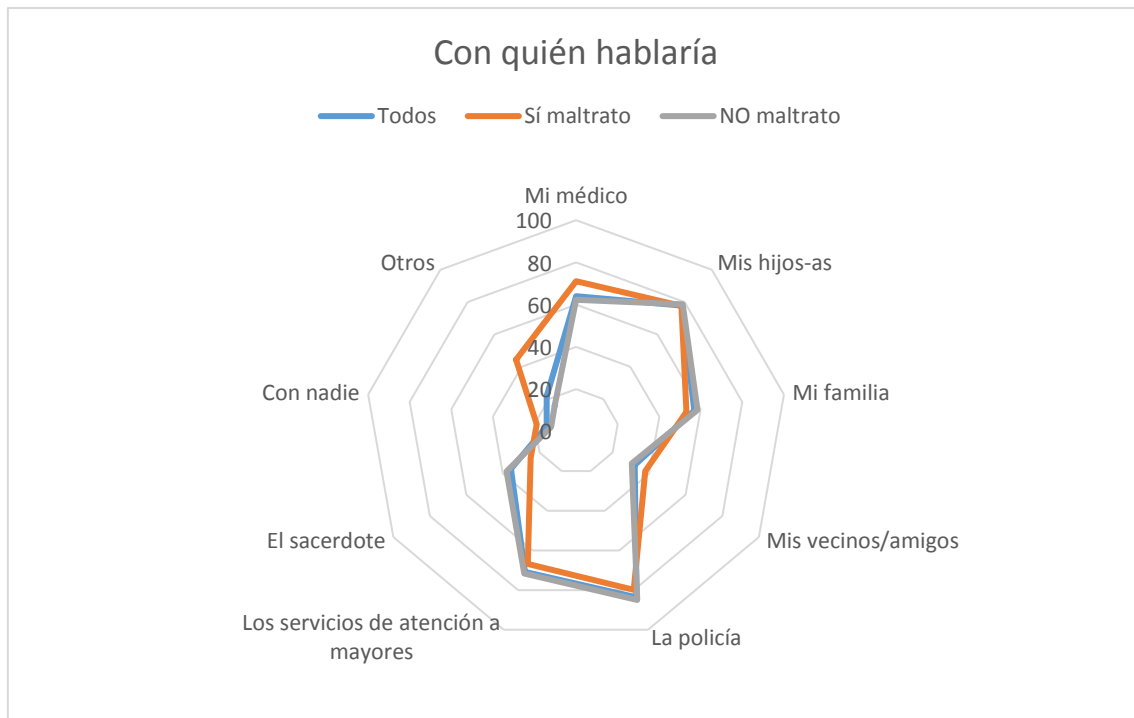 Con quién hablaría
Todos Sí maltrato NO maltrato
Mi médico
100
80
60
40
20
0
Mis hijos-as
Mi familia
Mis vecinos/amigos
La policía
Los servicios de atención a
mayores
El sacerdote
Con nadie
Otros